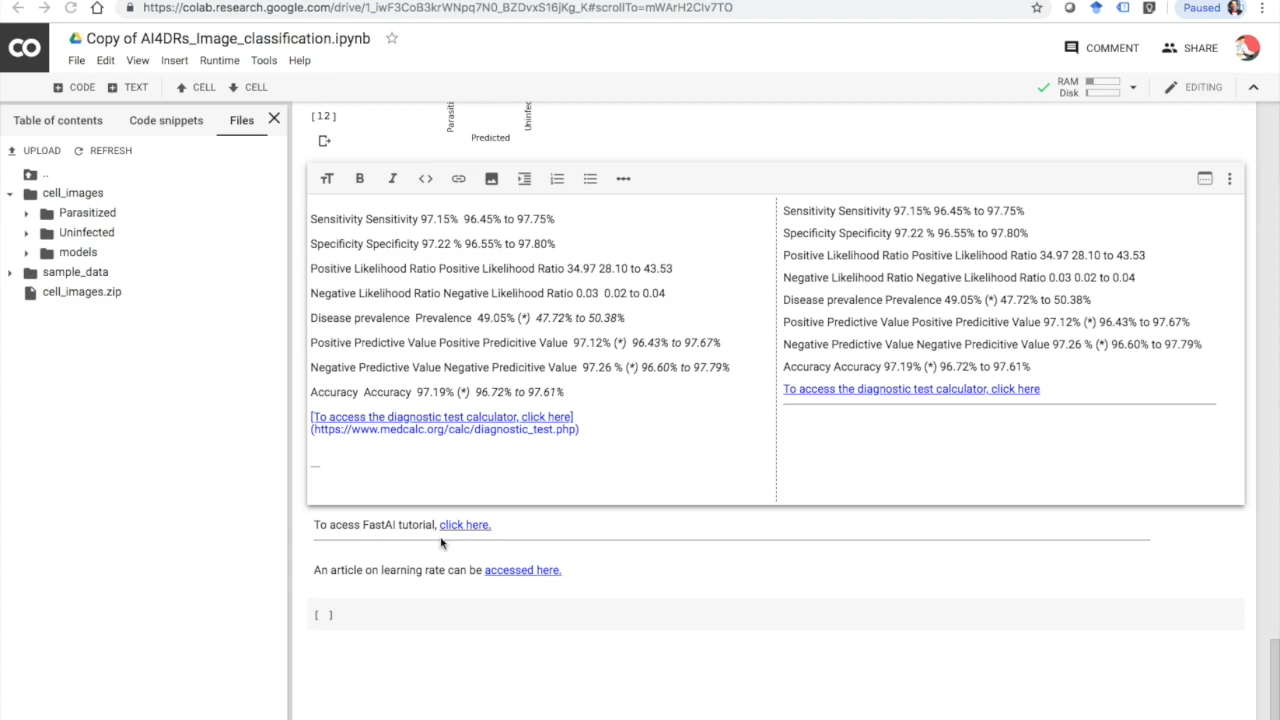 https://colab.research.google.com/drive/1_iwF3CoB3krWNpq7N0_BZDvxS16jKg_K#scrollTo=mWArH2CIv7TO
Paused
CO
Copy of AI4DRs_Image_classification.ipynb
File Edit View Insert Runtime Tools Help
COMMENT
SHARE
CODE TEXT CELL CELL
RAM
Disk
EDITING
Table of contents Code snippets Files
UPLOAD REFRESH
..
cell_images
Parasitized
Uninfected
models
sample_data
cell_images.zip
[12]
Parasiti
Uninfec
Predicted
Sensitivity Sensitivity 97.15% 96.45% to 97.75%
Specificity Specificity 97.22 % 96.55% to 97.80%
Positive Likelihood Ratio Positive Likelihood Ratio 34.97 28.10 to 43.53
Negative Likelihood Ratio Negative Likelihood Ratio 0.03 0.02 to 0.04
Disease prevalence Prevalence 49.05% (*) 47.72% to 50.38%
Positive Predictive Value Positive Predicitive Value 97.12% (*) 96.43% to 97.67%
Negative Predictive Value Negative Predicitive Value 97.26 % (*) 96.60% to 97.79%
Accuracy Accuracy 97.19% (*) 96.72% to 97.61%
[To access the diagnostic test calculator, click here]
(https://www.medcalc.org/calc/diagnostic_test.php)
__
Sensitivity Sensitivity 97.15% 96.45% to 97.75%
Specificity Specificity 97.22 % 96.55% to 97.80%
Positive Likelihood Ratio Positive Likelihood Ratio 34.97 28.10 to 43.53
Negative Likelihood Ratio Negative Likelihood Ratio 0.03 0.02 to 0.04
Disease prevalence Prevalence 49.05% (*) 47.72% to 50.38%
Positive Predictive Value Positive Predicitive Value 97.12% (*) 96.43% to 97.67%
Negative Predictive Value Negative Predicitive Value 97.26 % (*) 96.60% to 97.79%
Accuracy Accuracy 97.19% (*) 96.72% to 97.61%
To access the diagnostic test calculator, click here
To acess FastAI tutorial, click here.
An article on learning rate can be accessed here.
[ ]